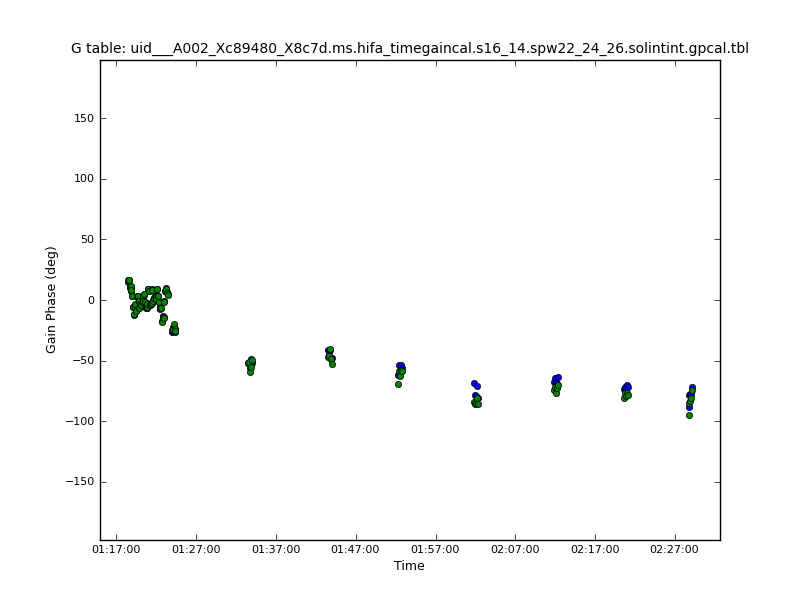 G table: uid___A002_Xc89480_X8c7d.ms.hifa_timegaincal.s16_14.spw22_24_26.solintint.gpcal.tbl
Gain Phase (deg)
150
100
50
0
−50
−100
−150
01:17:00 01:27:00 01:37:00 01:47:00 01:57:00 02:07:00 02:17:00 02:27:00
Time